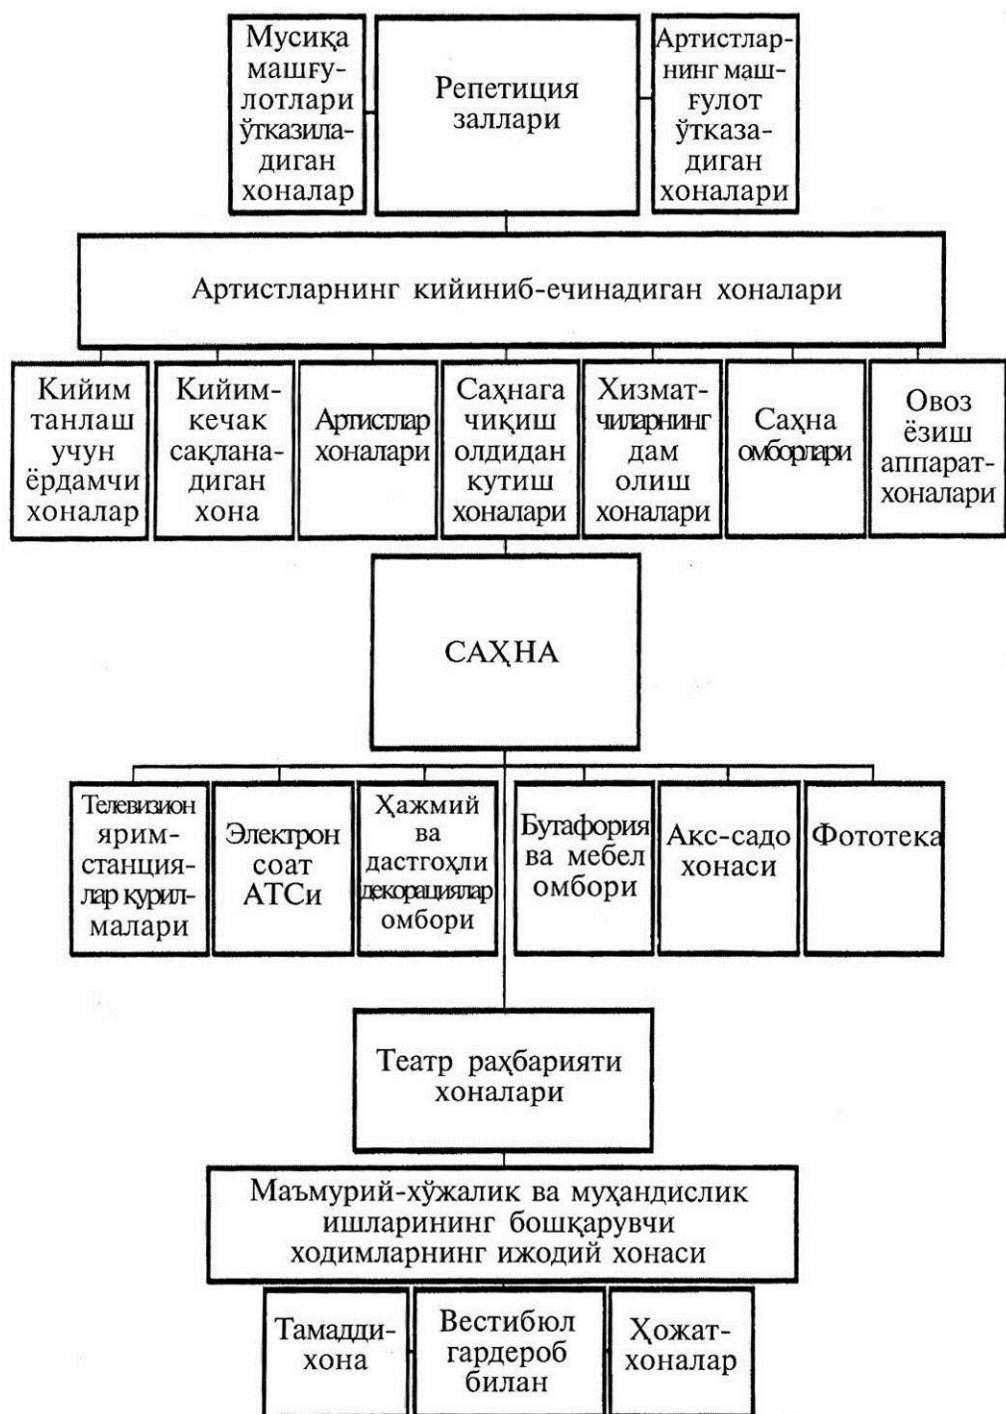 Мусиқа
машғу-
лотлари
ўтказила-
диган
хоналар
Репетиция
заллари
Артистлар-
нинг маш-
ғулот
ўтказа-
диган
хоналари
Артистларнинг кийиниб-ечинадиган хоналари
Кийим
танлаш
учун
ёрдамчи
хоналар
Кийим-
кечак
сақлана-
диган
хона
Артистлар
хоналари
Саҳнага
чиқиш
олдидан
кутиш
хоналари
Хизмат-
чиларнинг
дам
олиш
хоналари
Саҳна
омборлари
Овоз
ёзиш
аппарат-
хоналари
САҲНА
Телевизион
ярим-
станция-
лар қурил-
малари
Электрон
соат
АТСи
Ҳажмий
ва
дастгоҳли
декорациялар
омбори
Бутафория
ва мебел
омбори
Акс-садо
хонаси
Фототека
Театр раҳбарияти
хоналари
Маъмурий-хўжалик ва муҳандислик
ишларининг бошқарувчи
ходимларнинг ижодий хонаси
Тамадди-
хона
Вестибюл
гардероб
билан
Ҳожат-
хоналар